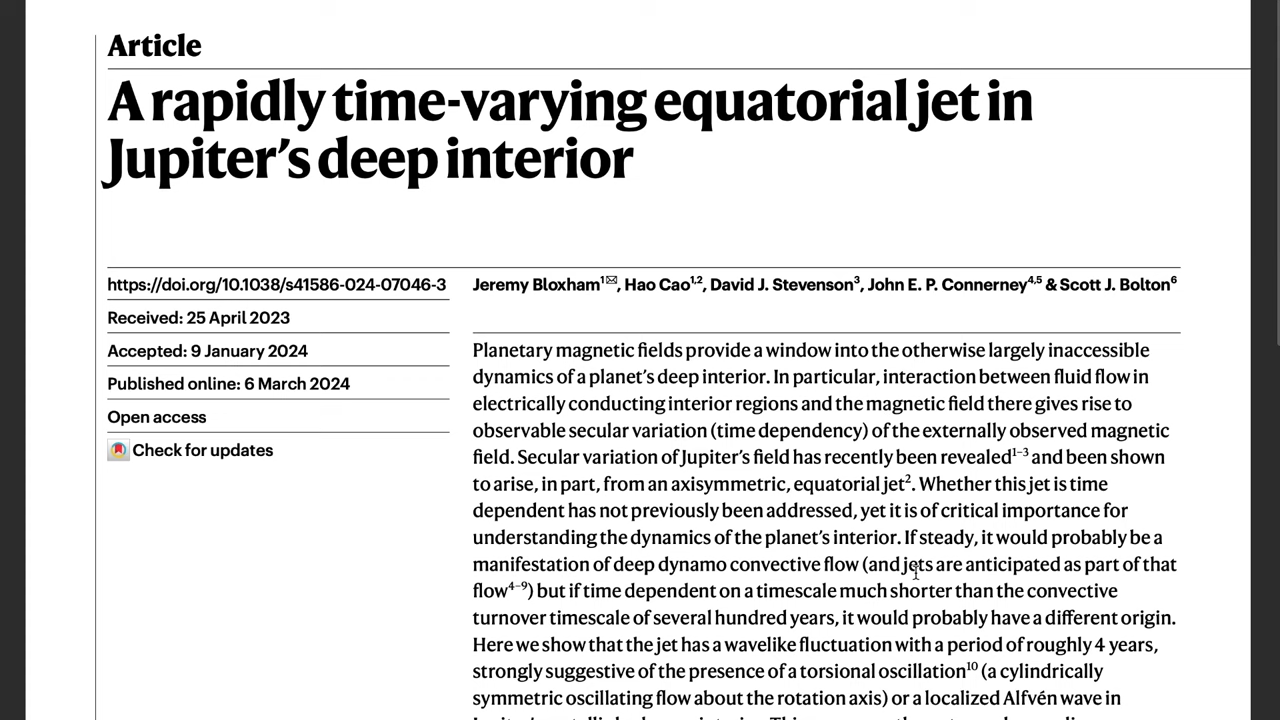 Article
A rapidly time-varying equatorial jet in
Jupiter’s deep interior
https://doi.org/10.1038/s41586-024-07046-3
Received: 25 April 2023
Accepted: 9 January 2024
Published online: 6 March 2024
Open access
Check for updates
Jeremy Bloxham1✉, Hao Cao1,2, David J. Stevenson3, John E. P. Connerney4,5 & Scott J. Bolton6
Planetary magnetic fields provide a window into the otherwise largely inaccessible
dynamics of a planet’s deep interior. In particular, interaction between fluid flow in
electrically conducting interior regions and the magnetic field there gives rise to
observable secular variation (time dependency) of the externally observed magnetic
field. Secular variation of Jupiter’s field has recently been revealed1–3 and been shown
to arise, in part, from an axisymmetric, equatorial jet2. Whether this jet is time
dependent has not previously been addressed, yet it is of critical importance for
understanding the dynamics of the planet’s interior. If steady, it would probably be a
manifestation of deep dynamo convective flow (and jets are anticipated as part of that
flow4–9) but if time dependent on a timescale much shorter than the convective
turnover timescale of several hundred years, it would probably have a different origin.
Here we show that the jet has a wavelike fluctuation with a period of roughly 4 years,
strongly suggestive of the presence of a torsional oscillation10 (a cylindrically
symmetric oscillating flow about the rotation axis) or a localized Alfvén wave in